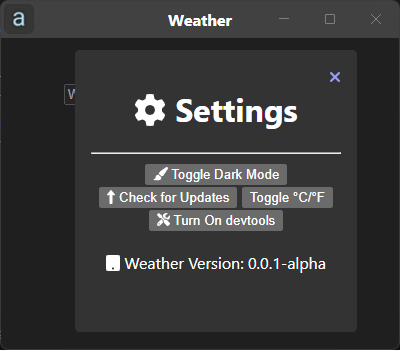 a
Weather
W
Settings
Toggle Dark Mode
Check for Updates Toggle °C/°F
Turn On devtools
Weather Version: 0.0.1-alpha